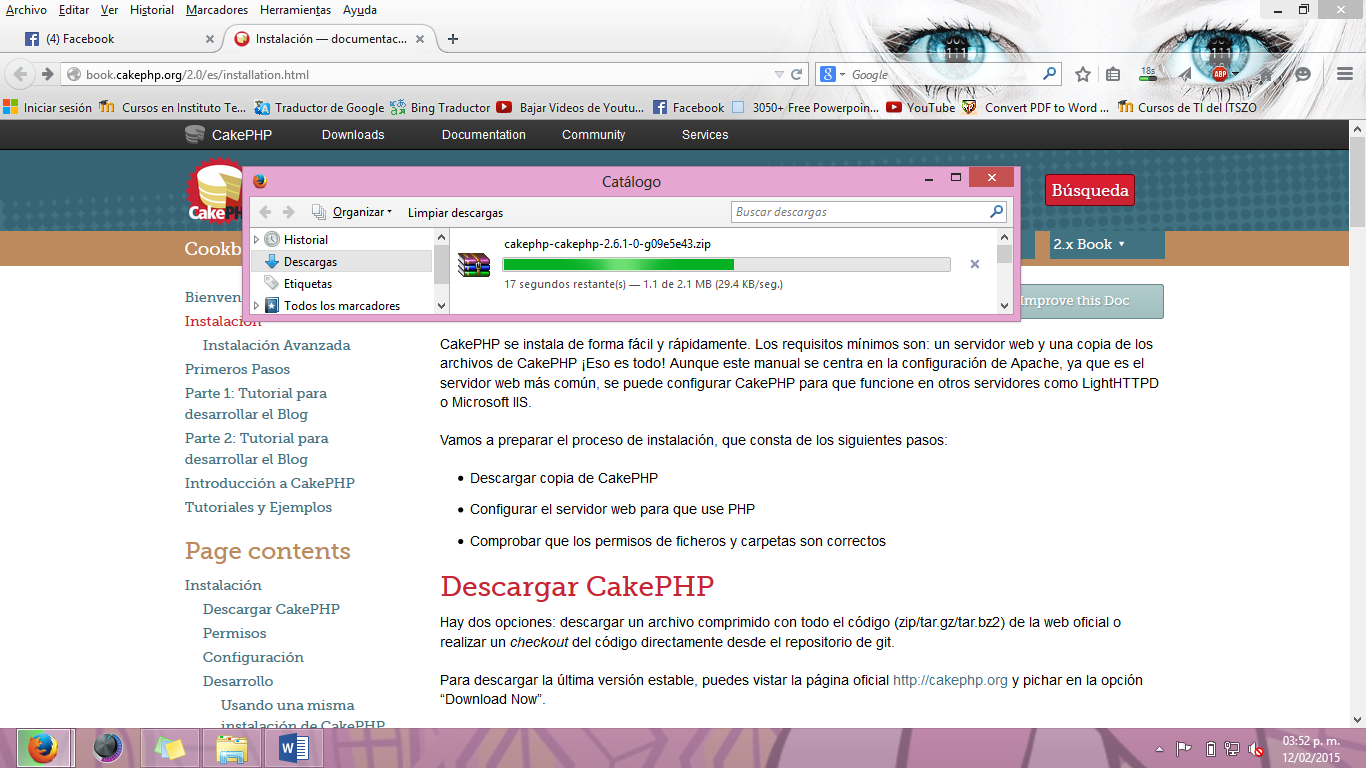 Archivo Editar Ver Historial Marcadores Herramientas Ayuda
(4) Facebook
Instalación — documentac...
book.cakephp.org/2.0/es/installation.html
Google
18s
ABP
Iniciar sesión
Cursos en Instituto Te...
Traductor de Google
Bing Traductor
Bajar Videos de Youtu...
Facebook
3050+ Free Powerpoin...
YouTube
Convert PDF to Word ...
Cursos de TI del ITSZO
CakePHP Downloads Documentation Community Services
CakeP
Búsqueda
Cookb
2.x Book
Improve this Doc
Catálogo
Organizar
Limpiar descargas
Buscar descargas
Historial
Descargas
Etiquetas
Todos los marcadores
cakephp-cakephp-2.6.1-0-g09e5e43.zip
17 segundos restante(s) — 1.1 de 2.1 MB (29.4 KB/seg.)
Bienven
Instalación
Instalación Avanzada
Primeros Pasos
Parte 1: Tutorial para
desarrollar el Blog
Parte 2: Tutorial para
desarrollar el Blog
Introducción a CakePHP
Tutoriales y Ejemplos
Page contents
Instalación
Descargar CakePHP
Permisos
Configuración
Desarrollo
Usando una misma
instalación de CakePHP
CakePHP se instala de forma fácil y rápidamente. Los requisitos mínimos son: un servidor web y una copia de los
archivos de CakePHP ¡Eso es todo! Aunque este manual se centra en la configuración de Apache, ya que es el
servidor web más común, se puede configurar CakePHP para que funcione en otros servidores como LightHTTPD
o Microsoft IIS.
Vamos a preparar el proceso de instalación, que consta de los siguientes pasos:
Descargar copia de CakePHP
Configurar el servidor web para que use PHP
Comprobar que los permisos de ficheros y carpetas son correctos
Descargar CakePHP
Hay dos opciones: descargar un archivo comprimido con todo el código (zip/tar.gz/tar.bz2) de la web oficial o
realizar un checkout del código directamente desde el repositorio de git.
Para descargar la última versión estable, puedes vistar la página oficial http://cakephp.org y pichar en la opción
“Download Now”.
03:52 p. m.
12/02/2015